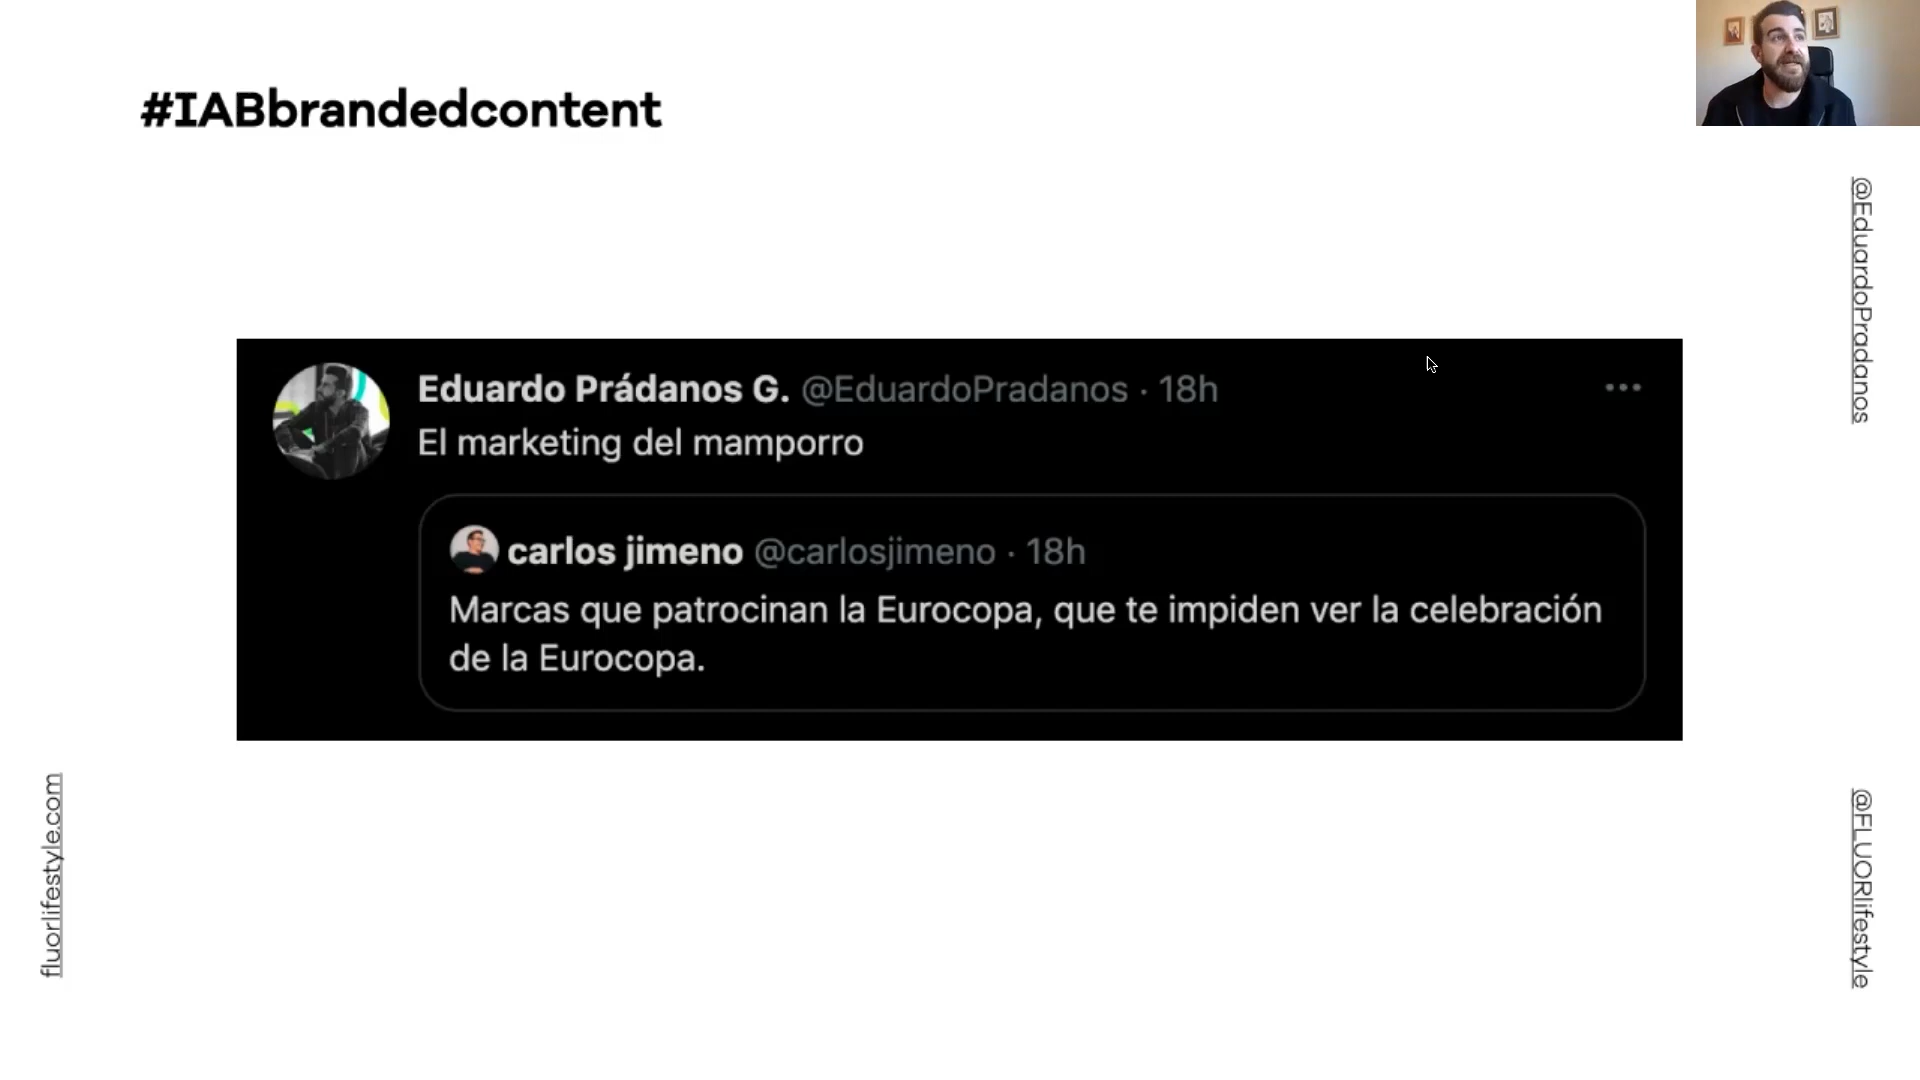 #IABbrandedcontent
@EduardoPradanos
Eduardo Prádanos G. @EduardoPradanos · 18h
El marketing del mamporro
carlos jimeno @carlosjimeno · 18h
Marcas que patrocinan la Eurocopa, que te impiden ver la celebración
de la Eurocopa.
fluorlifestyle.com
@FLUORlifestyle